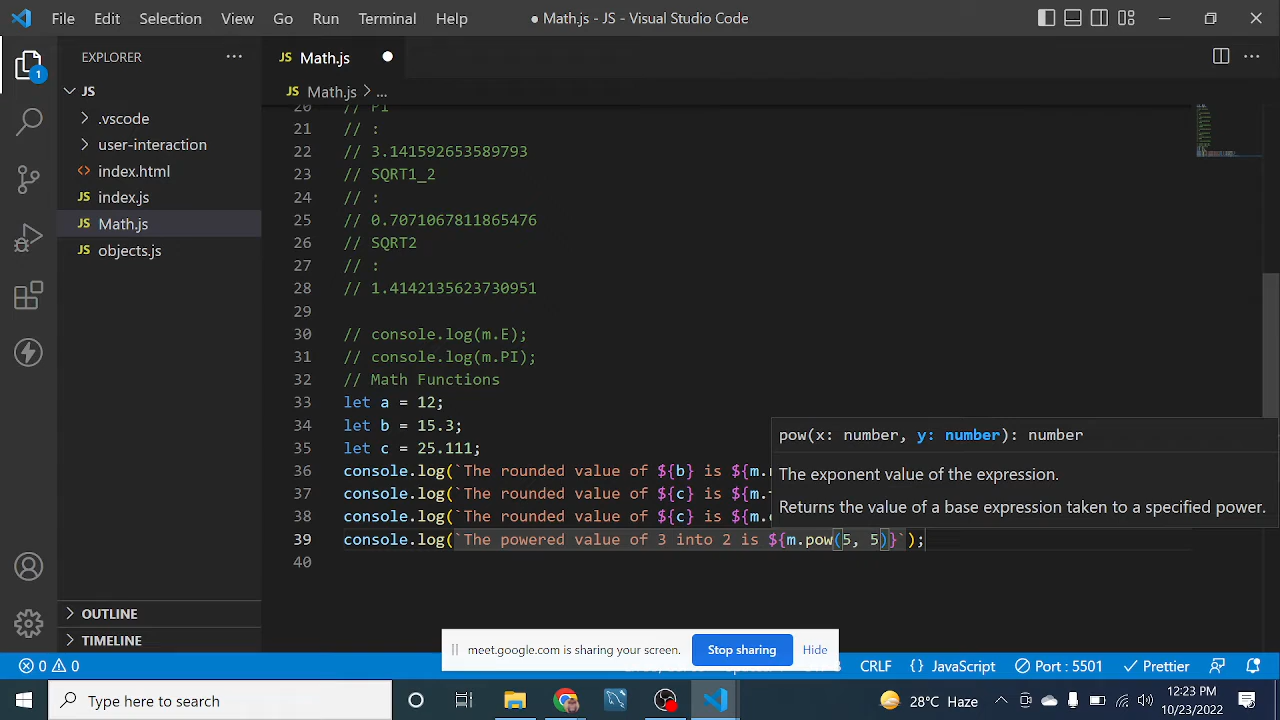 File Edit Selection View Go Run Terminal Help
● Math.js - JS - Visual Studio Code
EXPLORER ...
JS Math.js
JS
Math.js > ...
.vscode
user-interaction
index.html
JS index.js
JS Math.js
JS objects.js
OUTLINE
TIMELINE
1
20 // PI
21 // :
22 // 3.141592653589793
23 // SQRT1_2
24 // :
25 // 0.7071067811865476
26 // SQRT2
27 // :
28 // 1.4142135623730951
29
30 // console.log(m.E);
31 // console.log(m.PI);
32 // Math Functions
33 let a = 12;
34 let b = 15.3;
35 let c = 25.111;
36 console.log(`The rounded value of ${b} is ${m.
37 console.log(`The rounded value of ${c} is ${m.
38 console.log(`The rounded value of ${c} is ${m.
39 console.log(`The powered value of 3 into 2 is ${m.pow(5, 5)}`);
40
pow(x: number, y: number): number
The exponent value of the expression.
Returns the value of a base expression taken to a specified power.
meet.google.com is sharing your screen. Stop sharing Hide
0 0
CRLF {} JavaScript Port : 5501 Prettier
Type here to search
28°C Haze
12:23 PM
10/23/2022